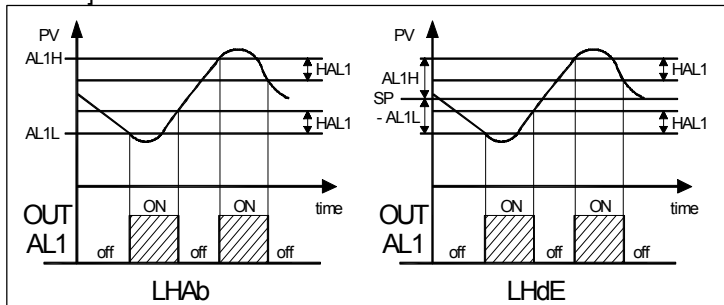 PV
AL1H
HAL1
HAL1
AL1L
time
OUT
AL1
off
ON
off
ON
off
LHAb
PV
AL1H
SP
- AL1L
HAL1
HAL1
time
OUT
AL1
off
ON
off
ON
off
LHdE